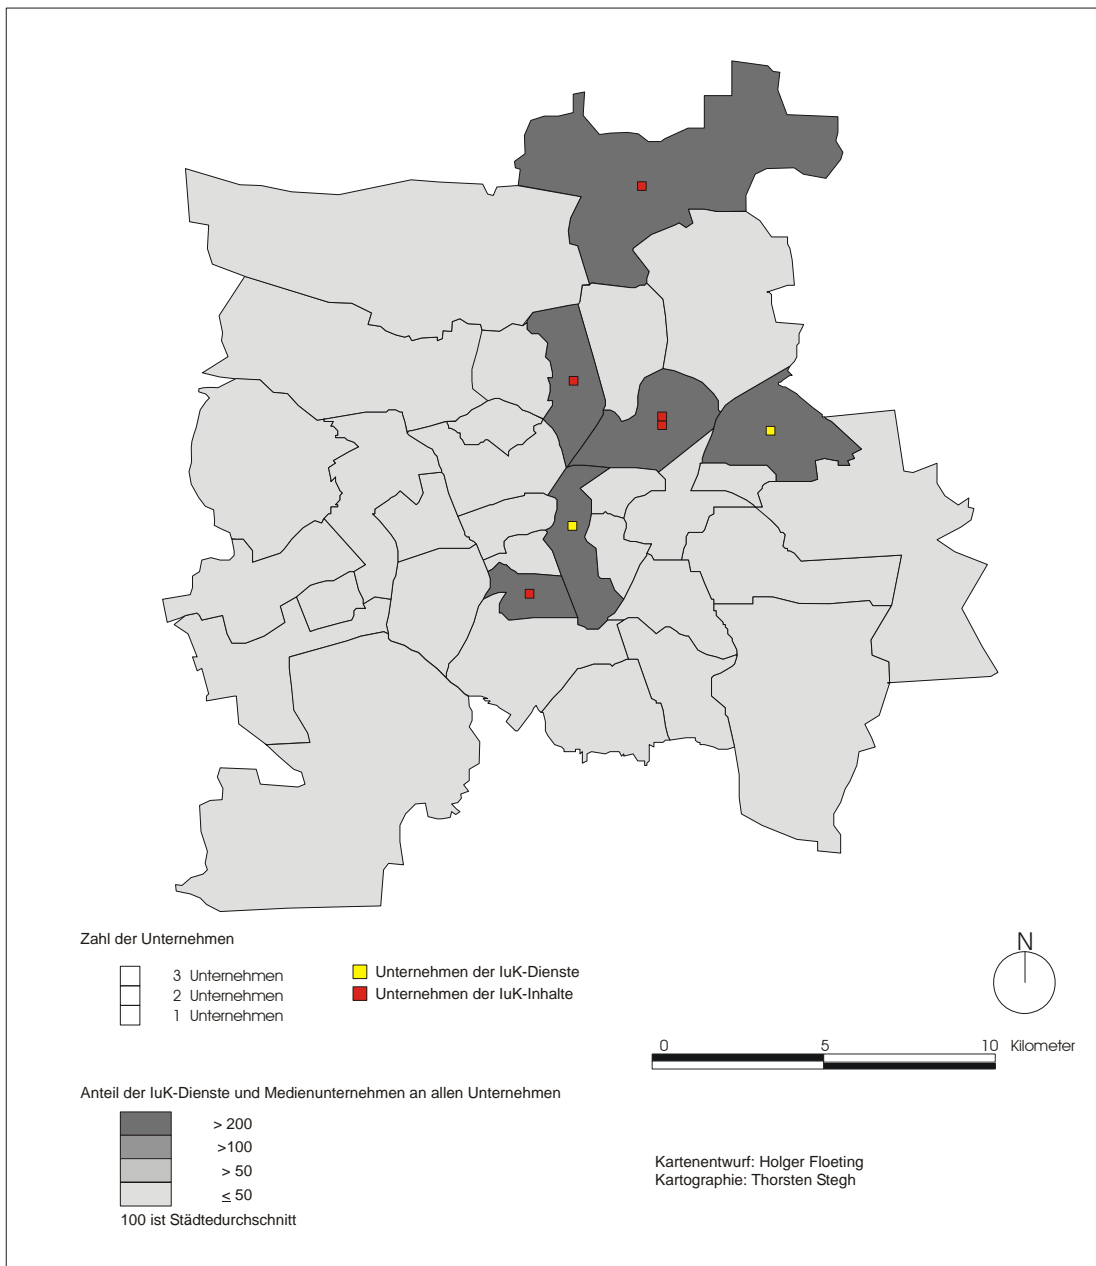 Zahl der Unternehmen
3 Unternehmen
2 Unternehmen
1 Unternehmen
Unternehmen der IuK-Dienste
Unternehmen der IuK-Inhalte
N
0 5 10 Kilometer
Anteil der IuK-Dienste und Medienunternehmen an allen Unternehmen
> 200
>100
> 50
≤ 50
100 ist Städtedurchschnitt
Kartenentwurf: Holger Floeting
Kartographie: Thorsten Stegh